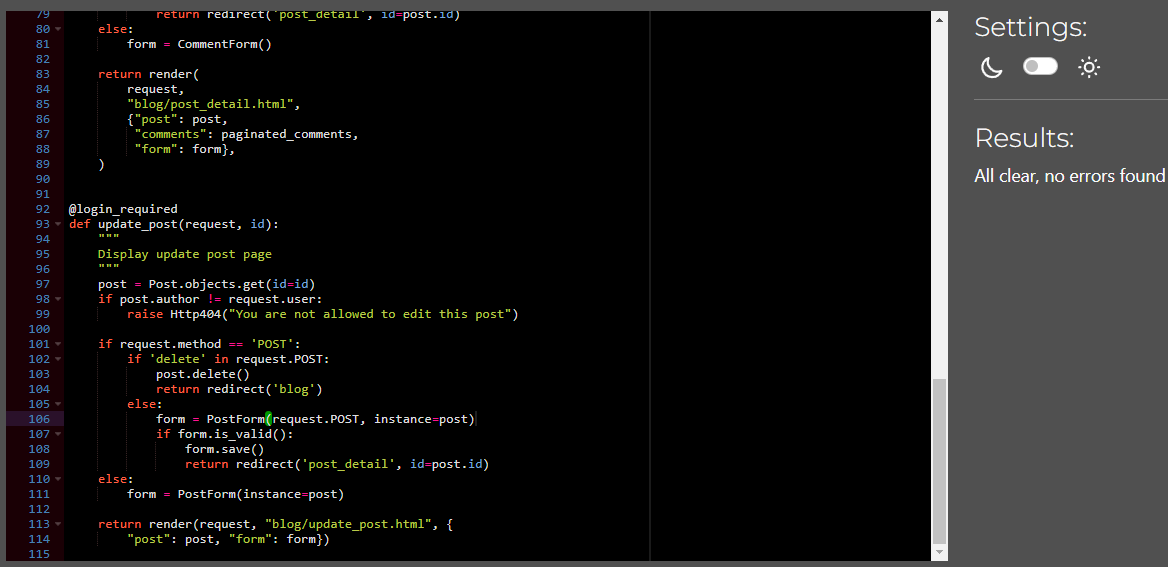 79 return redirect('post_detail', id=post.id)
80 else:
81 form = CommentForm()
82
83 return render(
84 request,
85 "blog/post_detail.html",
86 {"post": post,
87 "comments": paginated_comments,
88 "form": form},
89 )
90
91
92 @login_required
93 def update_post(request, id):
94 """
95 Display update post page
96 """
97 post = Post.objects.get(id=id)
98 if post.author != request.user:
99 raise Http404("You are not allowed to edit this post")
100
101 if request.method == 'POST':
102 if 'delete' in request.POST:
103 post.delete()
104 return redirect('blog')
105 else:
106 form = PostForm(request.POST, instance=post)
107 if form.is_valid():
108 form.save()
109 return redirect('post_detail', id=post.id)
110 else:
111 form = PostForm(instance=post)
112
113 return render(request, "blog/update_post.html", {
114 "post": post, "form": form})
115
Settings:
Results:
All clear, no errors found